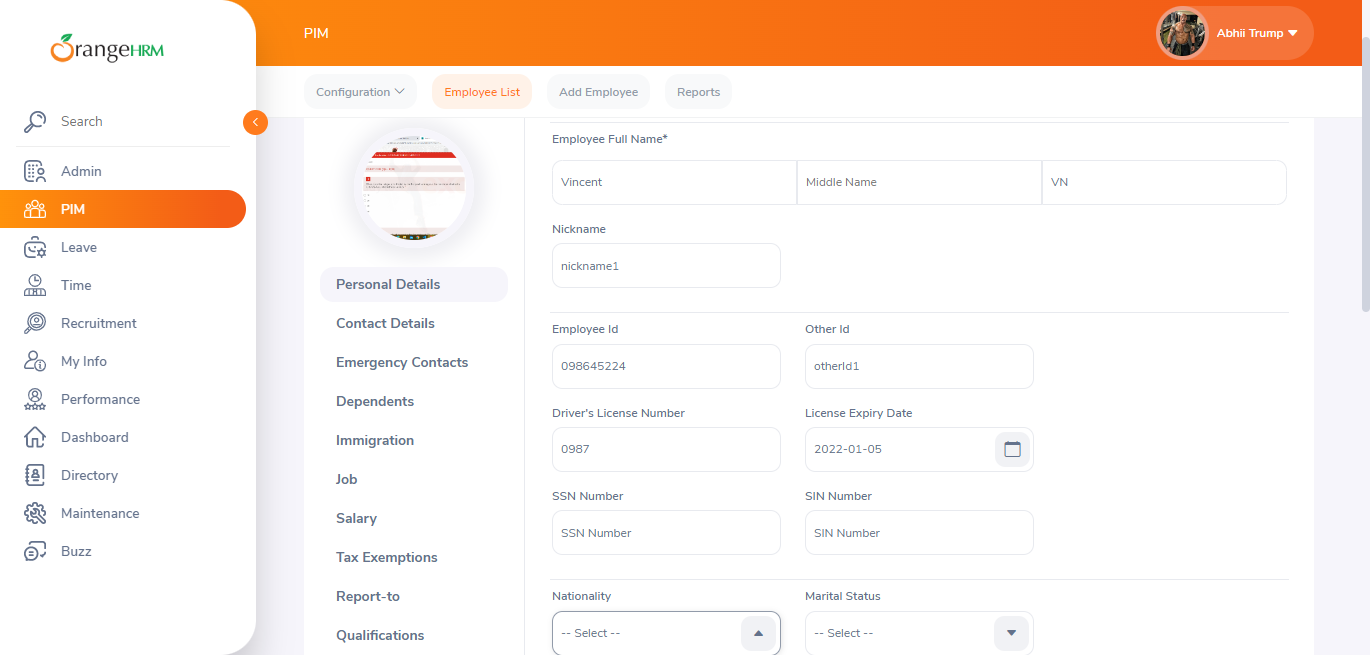 OrangeHRM
PIM
Abhii Trump
Configuration
Employee List
Add Employee
Reports
Search
Admin
PIM
Leave
Time
Recruitment
My Info
Performance
Dashboard
Directory
Maintenance
Buzz
Personal Details
Contact Details
Emergency Contacts
Dependents
Immigration
Job
Salary
Tax Exemptions
Report-to
Qualifications
Employee Full Name*
Vincent Middle Name VN
Nickname
nickname1
Employee Id Other Id
098645224 otherId1
Driver's License Number License Expiry Date
0987 2022-01-05
SSN Number SIN Number
SSN Number SIN Number
Nationality Marital Status
-- Select -- -- Select --